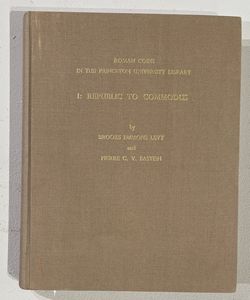 ROMAN COINS
IN THE PRINCETON UNIVERSITY LIBRARY
I: REPUBLIC TO COMMODUS
by
BROOKS EMMONS LEVY
and
PIERRE C. V. BASTIEN